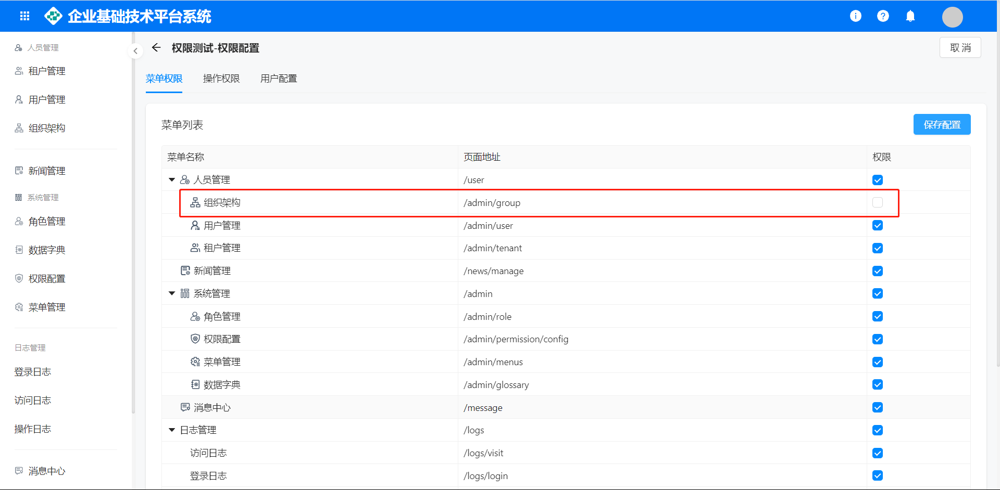 企业基础技术平台系统
人员管理
租户管理
用户管理
组织架构
新闻管理
系统管理
角色管理
数据字典
权限配置
菜单管理
日志管理
登录日志
访问日志
操作日志
消息中心
权限测试-权限配置
取 消
菜单权限 操作权限 用户配置
菜单列表
保存配置
菜单名称 页面地址 权限
人员管理 /user
组织架构 /admin/group
用户管理 /admin/user
租户管理 /admin/tenant
新闻管理 /news/manage
系统管理 /admin
角色管理 /admin/role
权限配置 /admin/permission/config
菜单管理 /admin/menus
数据字典 /admin/glossary
消息中心 /message
日志管理 /logs
访问日志 /logs/visit
登录日志 /logs/login